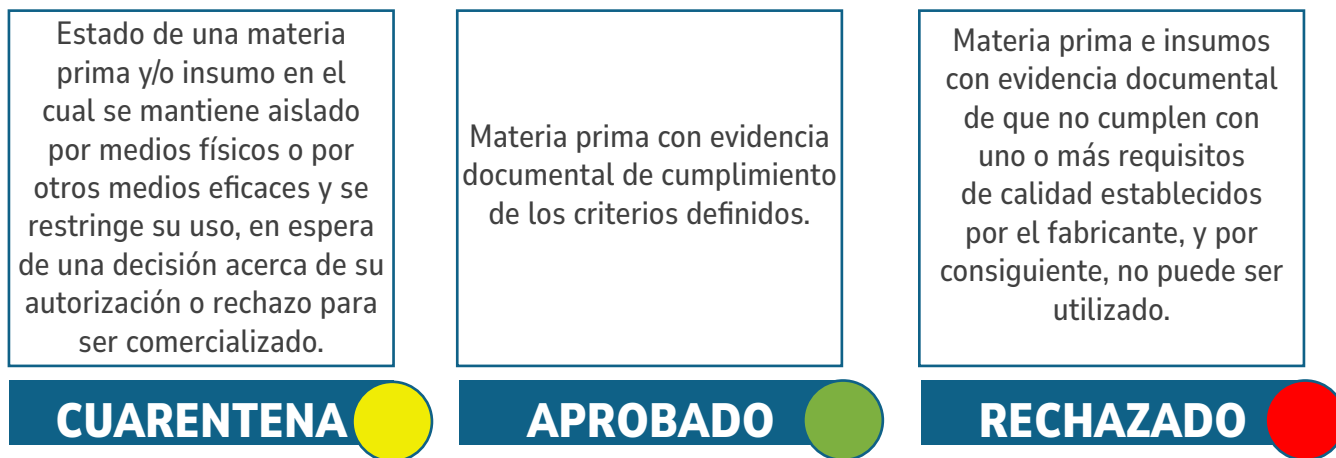 Estado de una materia
prima y/o insumo en el
cual se mantiene aislado
por medios físicos o por
otros medios eficaces y se
restringe su uso, en espera
de una decisión acerca de su
autorización o rechazo para
ser comercializado.
CUARENTENA
Materia prima con evidencia
documental de cumplimiento
de los criterios definidos.
APROBADO
Materia prima e insumos
con evidencia documental
de que no cumplen con
uno o más requisitos
de calidad establecidos
por el fabricante, y por
consiguiente, no puede ser
utilizado.
RECHAZADO